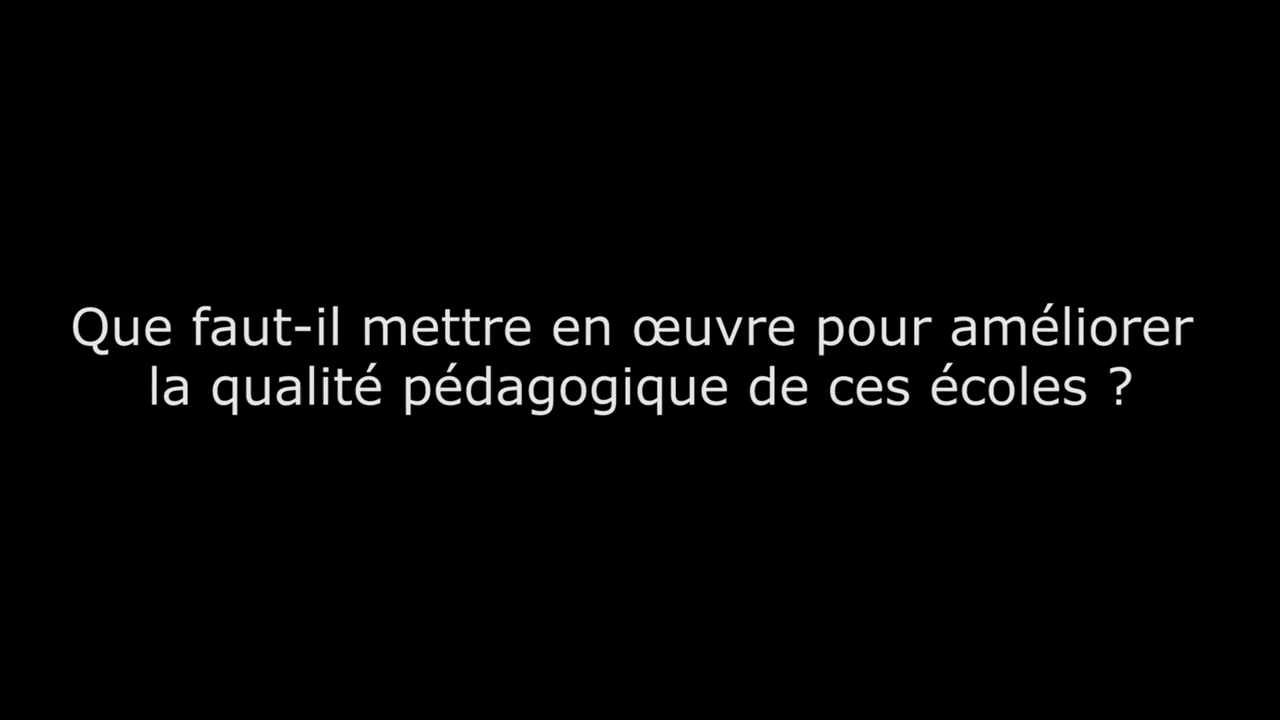 Que faut-il mettre en œuvre pour améliorer
la qualité pédagogique de ces écoles ?